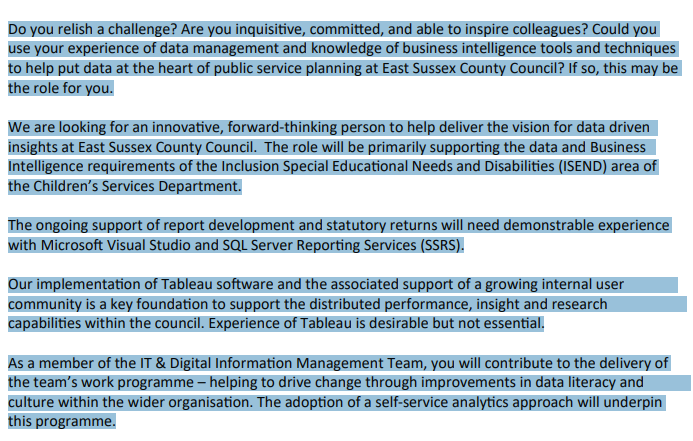 Do you relish a challenge? Are you inquisitive, committed, and able to inspire colleagues? Could you
use your experience of data management and knowledge of business intelligence tools and techniques
to help put data at the heart of public service planning at East Sussex County Council? If so, this may be
the role for you.
We are looking for an innovative, forward-thinking person to help deliver the vision for data driven
insights at East Sussex County Council.  The role will be primarily supporting the data and Business
Intelligence requirements of the Inclusion Special Educational Needs and Disabilities (ISEND) area of
the Children’s Services Department.
The ongoing support of report development and statutory returns will need demonstrable experience
with Microsoft Visual Studio and SQL Server Reporting Services (SSRS).
Our implementation of Tableau software and the associated support of a growing internal user
community is a key foundation to support the distributed performance, insight and research
capabilities within the council. Experience of Tableau is desirable but not essential.
As a member of the IT & Digital Information Management Team, you will contribute to the delivery of
the team’s work programme – helping to drive change through improvements in data literacy and
culture within the wider organisation. The adoption of a self-service analytics approach will underpin
this programme.